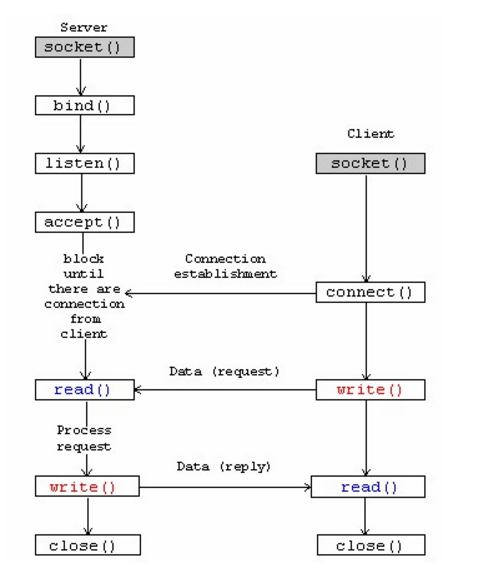 Server
socket()
bind()
listen()
accept()
block
until
there are
connection
from
client
read()
Process
request
write()
close()
Connection
establishment
Data (request)
Data (reply)
Client
socket()
connect()
write()
read()
close()